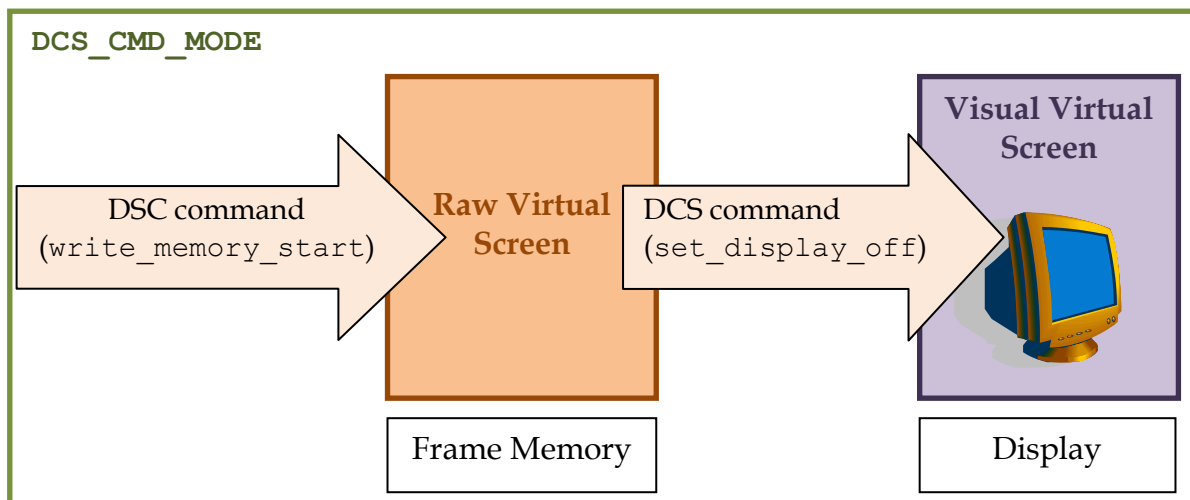 DCS_CMD_MODE
DSC command
(write_memory_start)
Raw Virtual
Screen
DCS command
(set_display_off)
Visual Virtual
Screen
Frame Memory
Display